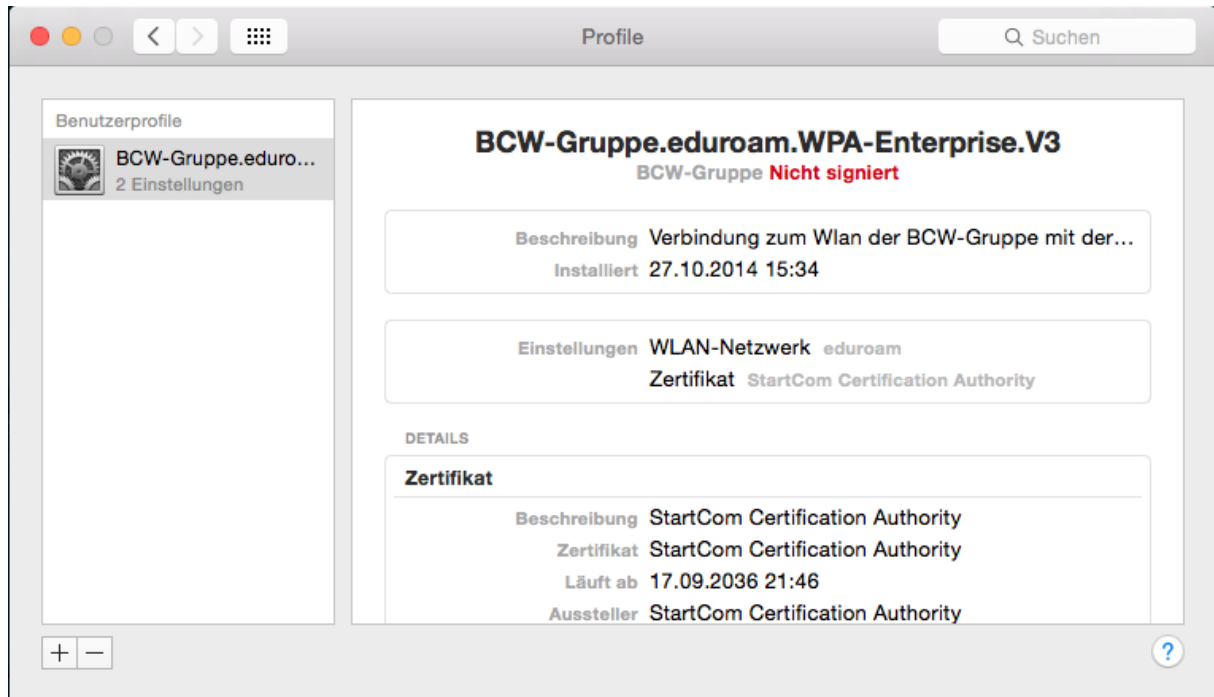 Profile
Suchen
Benutzerprofile
BCW-Gruppe.eduro...
2 Einstellungen
BCW-Gruppe.eduroam.WPA-Enterprise.V3
BCW-Gruppe Nicht signiert
Beschreibung Verbindung zum Wlan der BCW-Gruppe mit der...
Installiert 27.10.2014 15:34
Einstellungen WLAN-Netzwerk eduroam
Zertifikat StartCom Certification Authority
DETAILS
Zertifikat
Beschreibung StartCom Certification Authority
Zertifikat StartCom Certification Authority
Läuft ab 17.09.2036 21:46
Aussteller StartCom Certification Authority
+ −
?